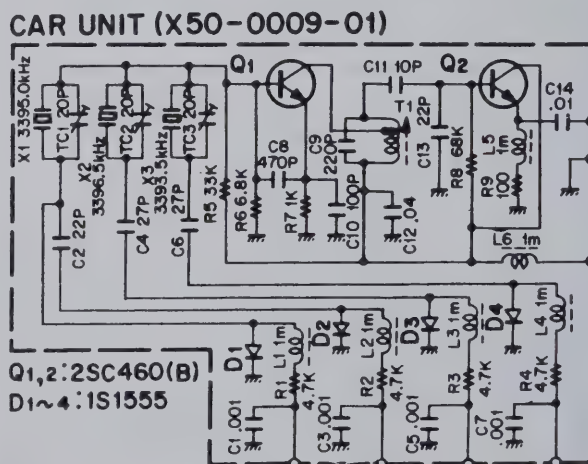 CAR UNIT (X50-0009-01)
X1 3395.0kHz
TC1 20P
X2
3396.5kHz
TC2 20P
X3
3393.5kHz
TC3 20P
Q1
C11 10P
Q2
C14
.01
T1
C8
470P
C9
220P
C13
22P
R8 68K
L5
1m
R9
100
C2 22P
C4 27P
C6
27P
R5 33K
R6 6.8K
R7 1K
C10 100P
C12 .04
L6 1m
D1
D2
D3
D4
L1 1m
L2 1m
L3 1m
L4 1m
R1
4.7K
R2
4.7K
R3
4.7K
R4
4.7K
Q1,2:2SC460(B)
D1~4:1S1555
C1 .001
C3 .001
C5 .001
C7
.001